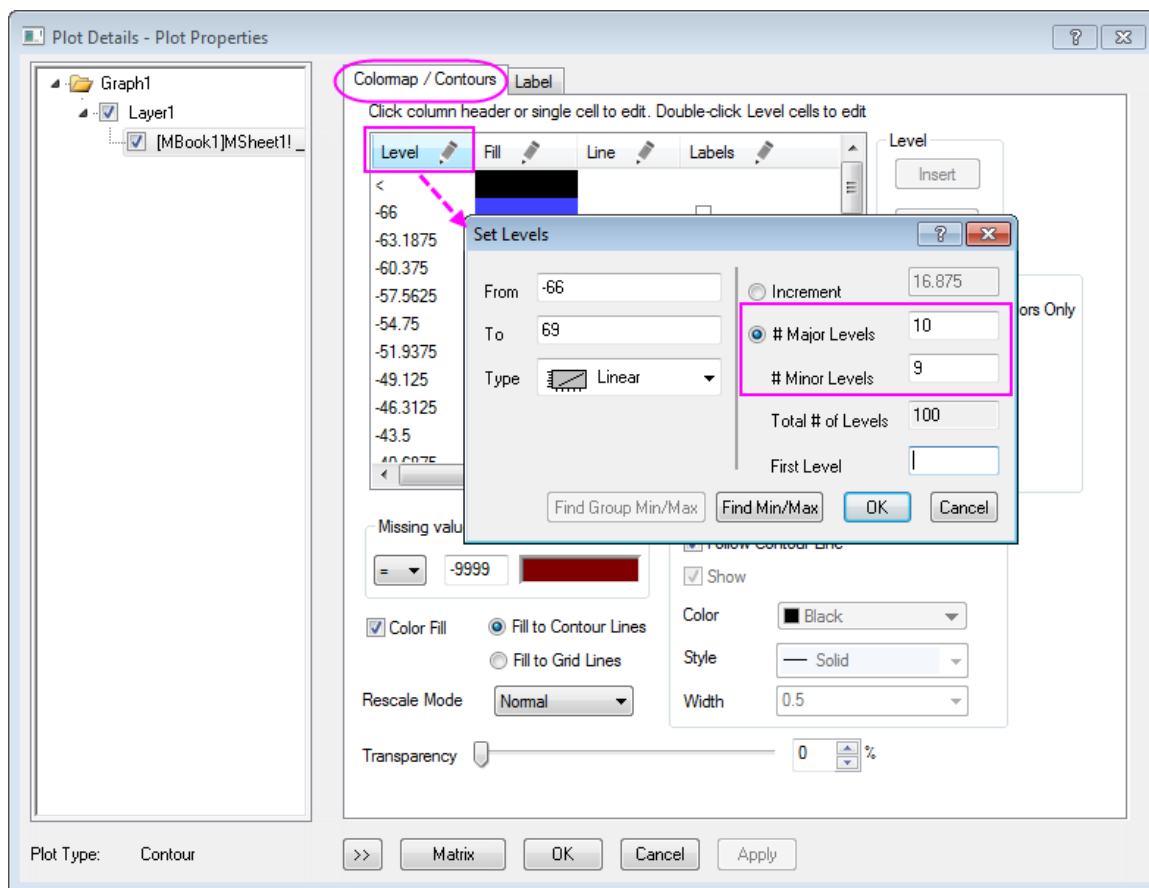 Plot Details - Plot Properties
Graph1
Layer1
[MBook1]MSheet1! _
Colormap / Contours
Label
Click column header or single cell to edit. Double-click Level cells to edit
Level Fill Line Labels
Level
Insert
<
-66
-63.1875
-60.375
-57.5625
-54.75
-51.9375
-49.125
-46.3125
-43.5
-40.6875
ors Only
Set Levels
From -66
To 69
Type Linear
Increment 16.875
# Major Levels 10
# Minor Levels 9
Total # of Levels 100
First Level
Find Group Min/Max Find Min/Max OK Cancel
Missing valu
= -9999
Follow Contour Line
Show
Color Fill
Fill to Contour Lines
Fill to Grid Lines
Color Black
Style Solid
Width 0.5
Rescale Mode Normal
Transparency 0 %
Plot Type: Contour
>> Matrix OK Cancel Apply